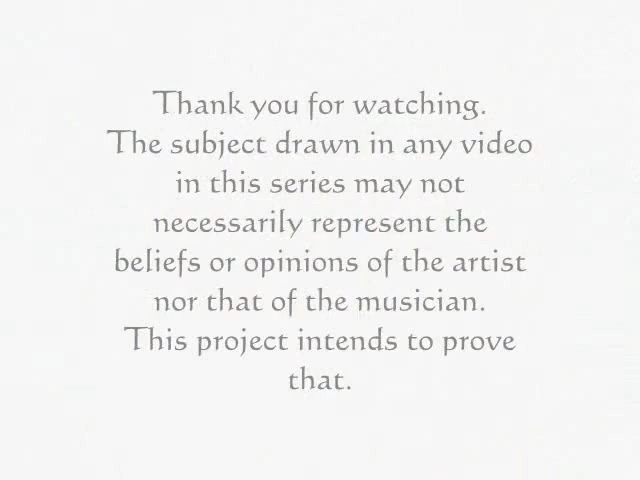 Thank you for watching.
The subject drawn in any video
in this series may not
necessarily represent the
beliefs or opinions of the artist
nor that of the musician.
This project intends to prove
that.